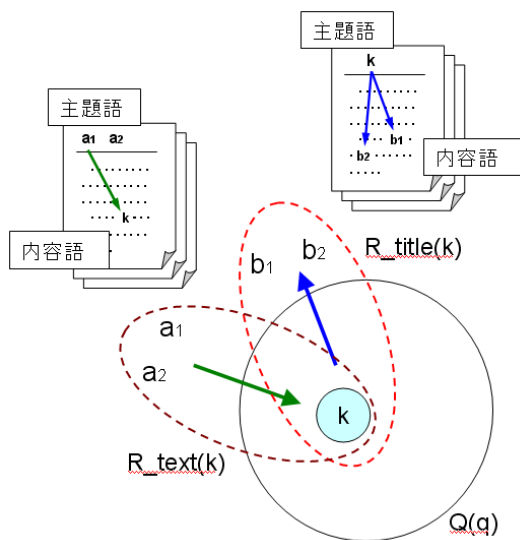 主題語
k
b1
b2
内容語
主題語
a1 a2
k
内容語
b1 b2
R_title(k)
a1
a2
k
R_text(k)
Q(q)